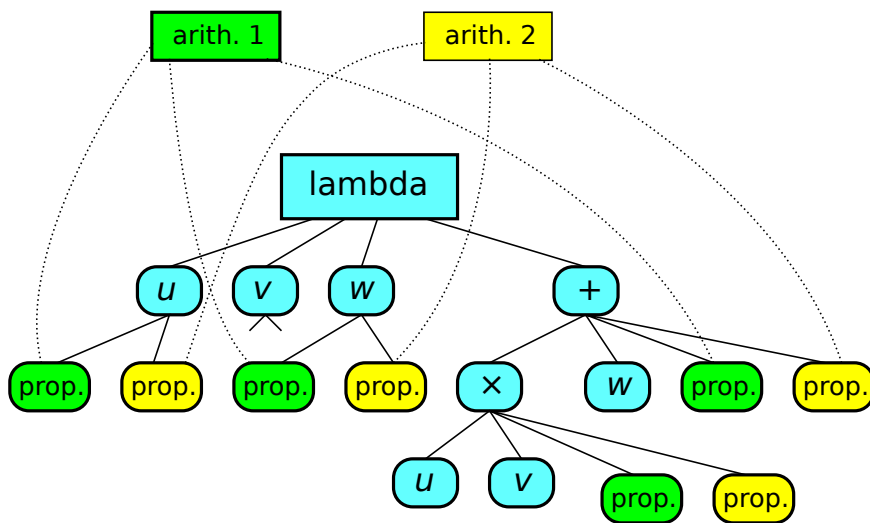 arith. 1 arith. 2
lambda
u v w +
prop. prop. prop. prop. × w prop. prop.
u v prop. prop.